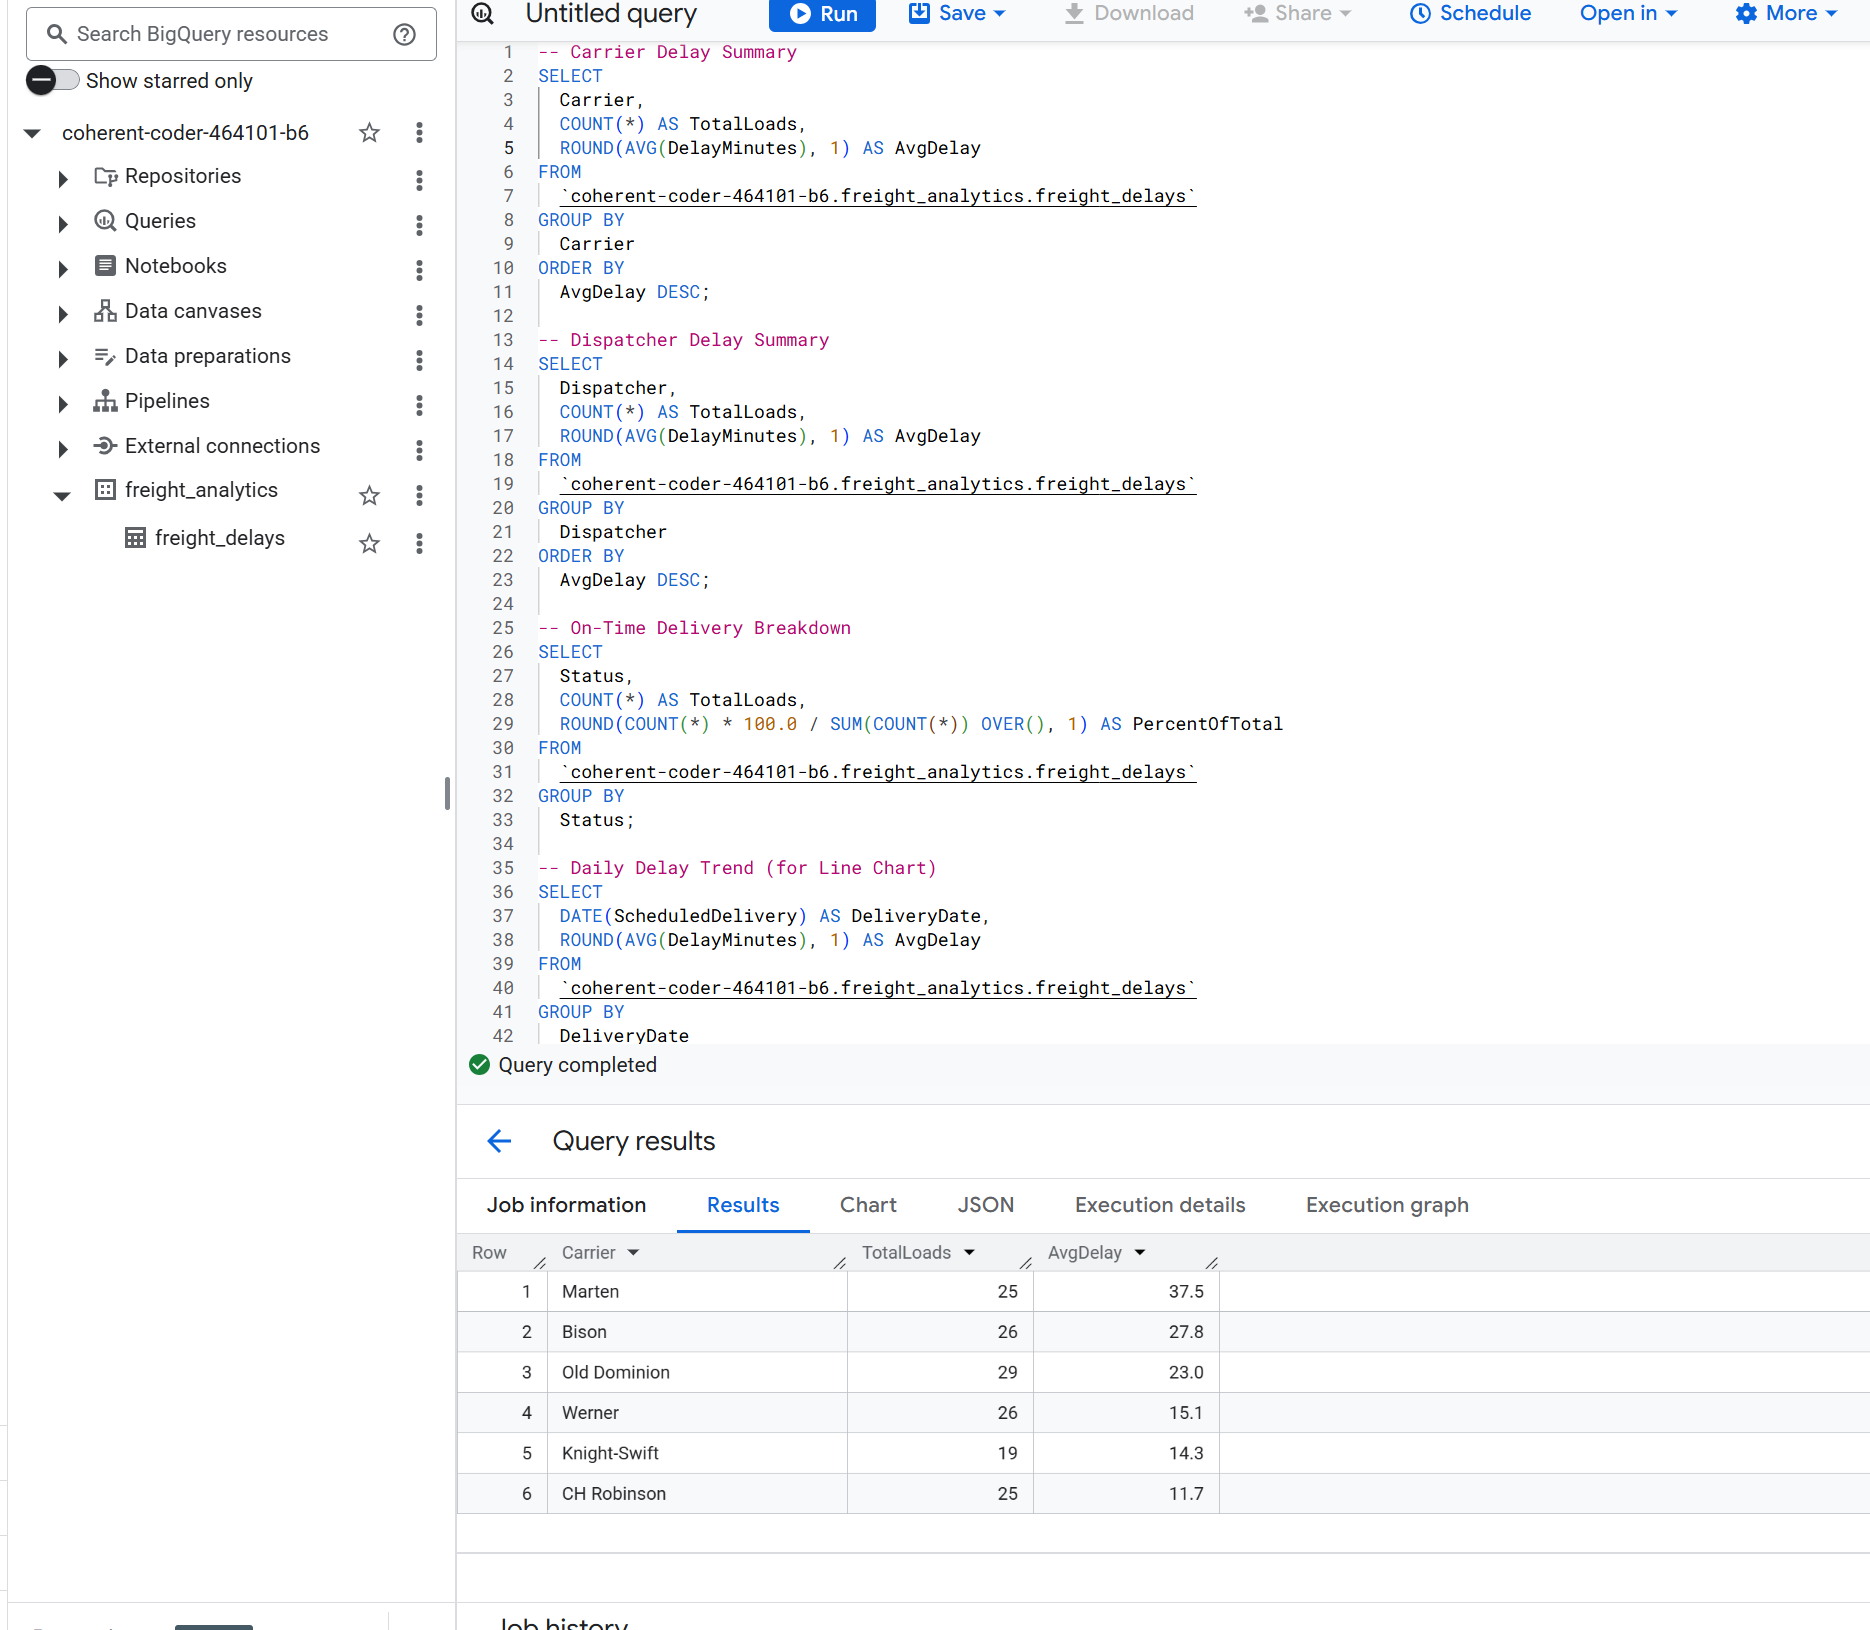 Search BigQuery resources
Show starred only
coherent-coder-464101-b6
Repositories
Queries
Notebooks
Data canvases
Data preparations
Pipelines
External connections
freight_analytics
freight_delays
Untitled query
Run
Save
Download
Share
Schedule
Open in
More
1 -- Carrier Delay Summary
2 SELECT
3 Carrier,
4 COUNT(*) AS TotalLoads,
5 ROUND(AVG(DelayMinutes), 1) AS AvgDelay
6 FROM
7 `coherent-coder-464101-b6.freight_analytics.freight_delays`
8 GROUP BY
9 Carrier
10 ORDER BY
11 AvgDelay DESC;
12
13 -- Dispatcher Delay Summary
14 SELECT
15 Dispatcher,
16 COUNT(*) AS TotalLoads,
17 ROUND(AVG(DelayMinutes), 1) AS AvgDelay
18 FROM
19 `coherent-coder-464101-b6.freight_analytics.freight_delays`
20 GROUP BY
21 Dispatcher
22 ORDER BY
23 AvgDelay DESC;
24
25 -- On-Time Delivery Breakdown
26 SELECT
27 Status,
28 COUNT(*) AS TotalLoads,
29 ROUND(COUNT(*) * 100.0 / SUM(COUNT(*)) OVER(), 1) AS PercentOfTotal
30 FROM
31 `coherent-coder-464101-b6.freight_analytics.freight_delays`
32 GROUP BY
33 Status;
34
35 -- Daily Delay Trend (for Line Chart)
36 SELECT
37 DATE(ScheduledDelivery) AS DeliveryDate,
38 ROUND(AVG(DelayMinutes), 1) AS AvgDelay
39 FROM
40 `coherent-coder-464101-b6.freight_analytics.freight_delays`
41 GROUP BY
42 DeliveryDate
Query completed
Query results
Job information Results Chart JSON Execution details Execution graph
Row Carrier TotalLoads AvgDelay
1 Marten 25 37.5
2 Bison 26 27.8
3 Old Dominion 29 23.0
4 Werner 26 15.1
5 Knight-Swift 19 14.3
6 CH Robinson 25 11.7
Job history